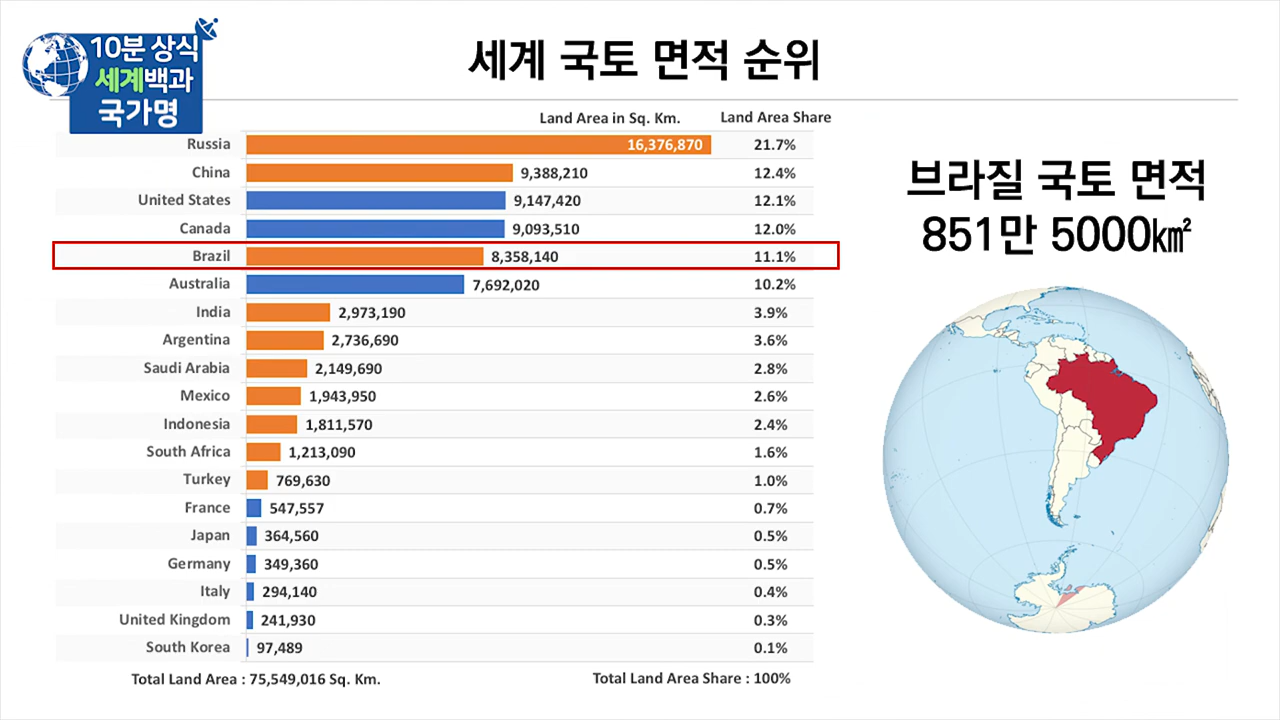 10분 상식
세계백과
국가명
세계 국토 면적 순위
Land Area in Sq. Km. Land Area Share
Russia 16,376,870 21.7%
China 9,388,210 12.4%
United States 9,147,420 12.1%
Canada 9,093,510 12.0%
Brazil 8,358,140 11.1%
Australia 7,692,020 10.2%
India 2,973,190 3.9%
Argentina 2,736,690 3.6%
Saudi Arabia 2,149,690 2.8%
Mexico 1,943,950 2.6%
Indonesia 1,811,570 2.4%
South Africa 1,213,090 1.6%
Turkey 769,630 1.0%
France 547,557 0.7%
Japan 364,560 0.5%
Germany 349,360 0.5%
Italy 294,140 0.4%
United Kingdom 241,930 0.3%
South Korea 97,489 0.1%
Total Land Area : 75,549,016 Sq. Km. Total Land Area Share : 100%
브라질 국토 면적
851만 5000㎢